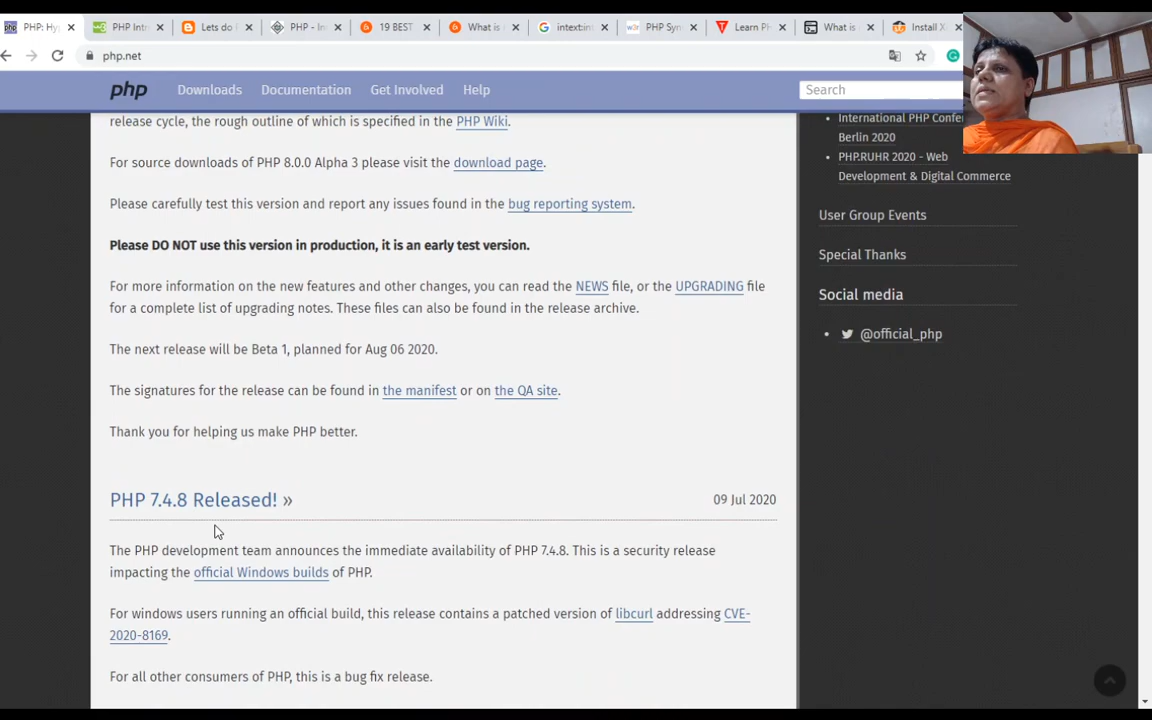 PHP: Hy
PHP Int
Lets do
PHP - In
19 BEST
What is
intext:int
PHP Syn
Learn PH
What is
Install X
php.net
php
Downloads
Documentation
Get Involved
Help
Search
release cycle, the rough outline of which is specified in the PHP Wiki.
For source downloads of PHP 8.0.0 Alpha 3 please visit the download page.
Please carefully test this version and report any issues found in the bug reporting system.
Please DO NOT use this version in production, it is an early test version.
For more information on the new features and other changes, you can read the NEWS file, or the UPGRADING file
for a complete list of upgrading notes. These files can also be found in the release archive.
The next release will be Beta 1, planned for Aug 06 2020.
The signatures for the release can be found in the manifest or on the QA site.
Thank you for helping us make PHP better.
PHP 7.4.8 Released! »
09 Jul 2020
The PHP development team announces the immediate availability of PHP 7.4.8. This is a security release
impacting the official Windows builds of PHP.
For windows users running an official build, this release contains a patched version of libcurl addressing CVE-
2020-8169.
For all other consumers of PHP, this is a bug fix release.
International PHP Confe
Berlin 2020
PHP.RUHR 2020 - Web
Development & Digital Commerce
User Group Events
Special Thanks
Social media
@official_php